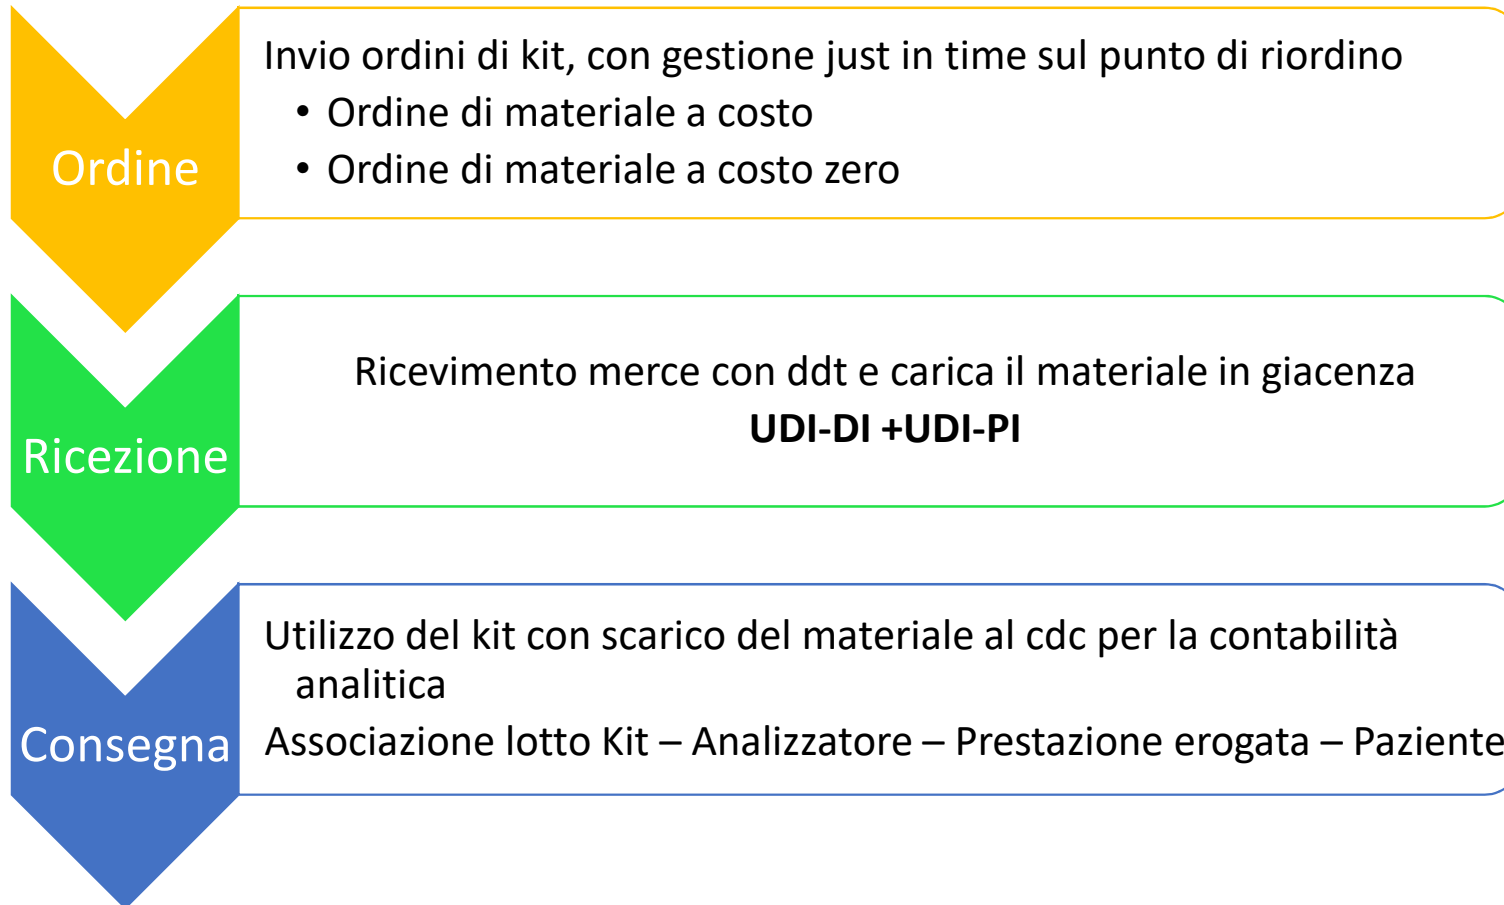 Ordine
Invio ordini di kit, con gestione just in time sul punto di riordino
• Ordine di materiale a costo
• Ordine di materiale a costo zero
Ricezione
Ricevimento merce con ddt e carica il materiale in giacenza
UDI-DI +UDI-PI
Consegna
Utilizzo del kit con scarico del materiale al cdc per la contabilità
analitica
Associazione lotto Kit – Analizzatore – Prestazione erogata – Paziente